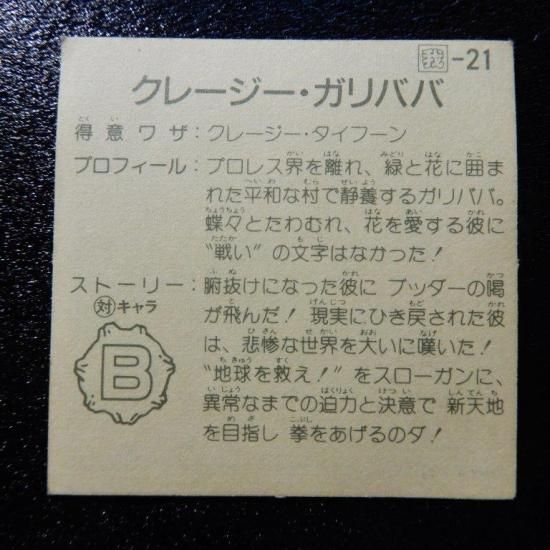 -21
クレージー・ガリババ
得意ワザ：クレージー・タイフーン
プロフィール：プロレス界を離れ、緑と花に囲ま
れた平和な村で静養するガリババ。
蝶々とたわむれ、花を愛する彼に
“戦い”の文字はなかった！
ストーリー：腑抜けになった彼に ブッダーの喝
が飛んだ！ 現実にひき戻された彼
は、悲惨な世界を大いに嘆いた！
“地球を救え！”をスローガンに、
異常なまでの迫力と決意で 新天地
を目指し 拳をあげるのダ！
対キャラ
B